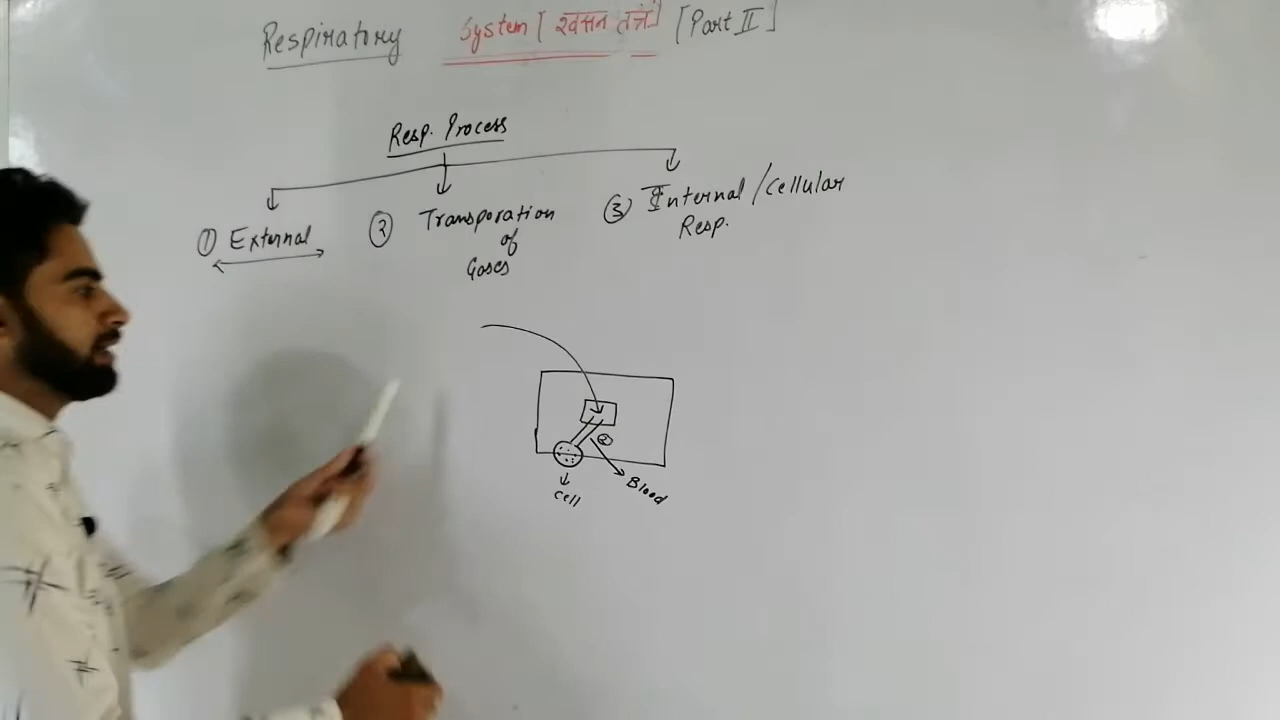 Respiratory System [श्वसन तंत्र] [Part II]
Resp. Process
① External
② Transporation
of
Gases
③ Internal / Cellular
Resp.
②
Blood
Cell